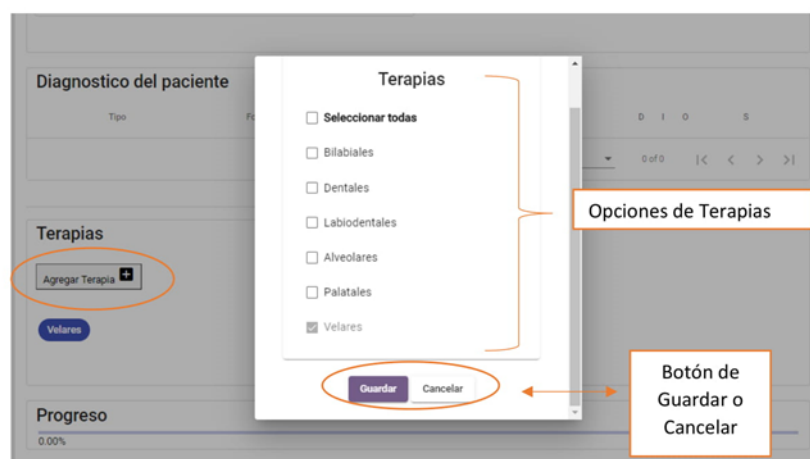 Diagnostico del paciente
Tipo
Fo
D I O S
0 of 0
Terapias
Seleccionar todas
Bilabiales
Dentales
Labiodentales
Alveolares
Palatales
Velares
Guardar Cancelar
Opciones de Terapias
Botón de
Guardar o
Cancelar
Terapias
Agregar Terapia
Velares
Progreso
0.00%